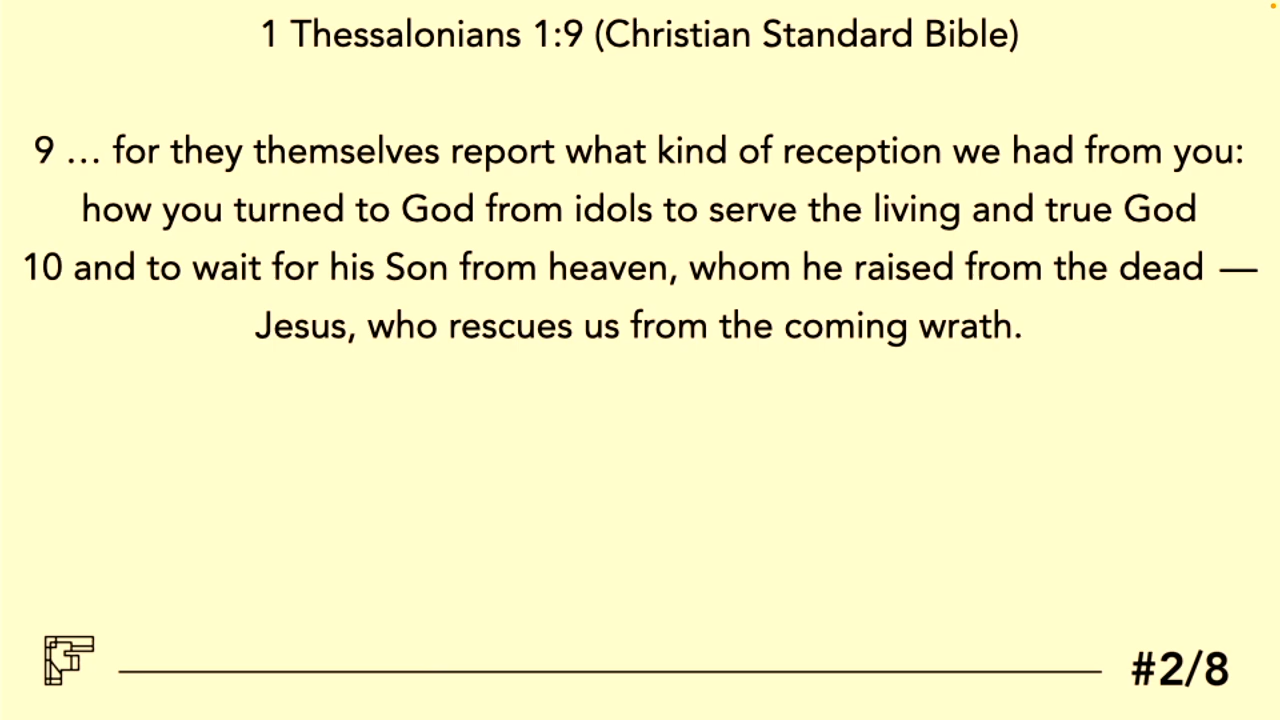 1 Thessalonians 1:9 (Christian Standard Bible)
9 … for they themselves report what kind of reception we had from you:
how you turned to God from idols to serve the living and true God
10 and to wait for his Son from heaven, whom he raised from the dead —
Jesus, who rescues us from the coming wrath.
#2/8